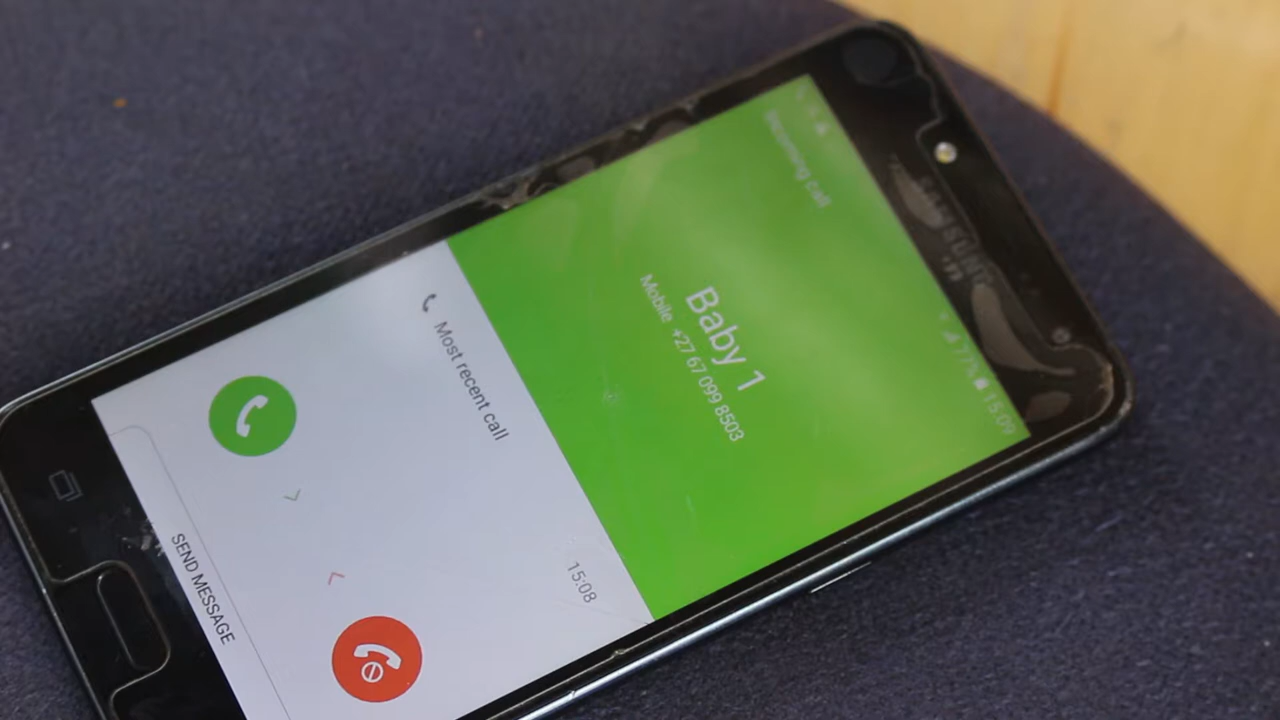 SAMSUNG
77% 15:09
Incoming call
Baby 1
Mobile +27 67 099 8503
Most recent call 15:08
SEND MESSAGE